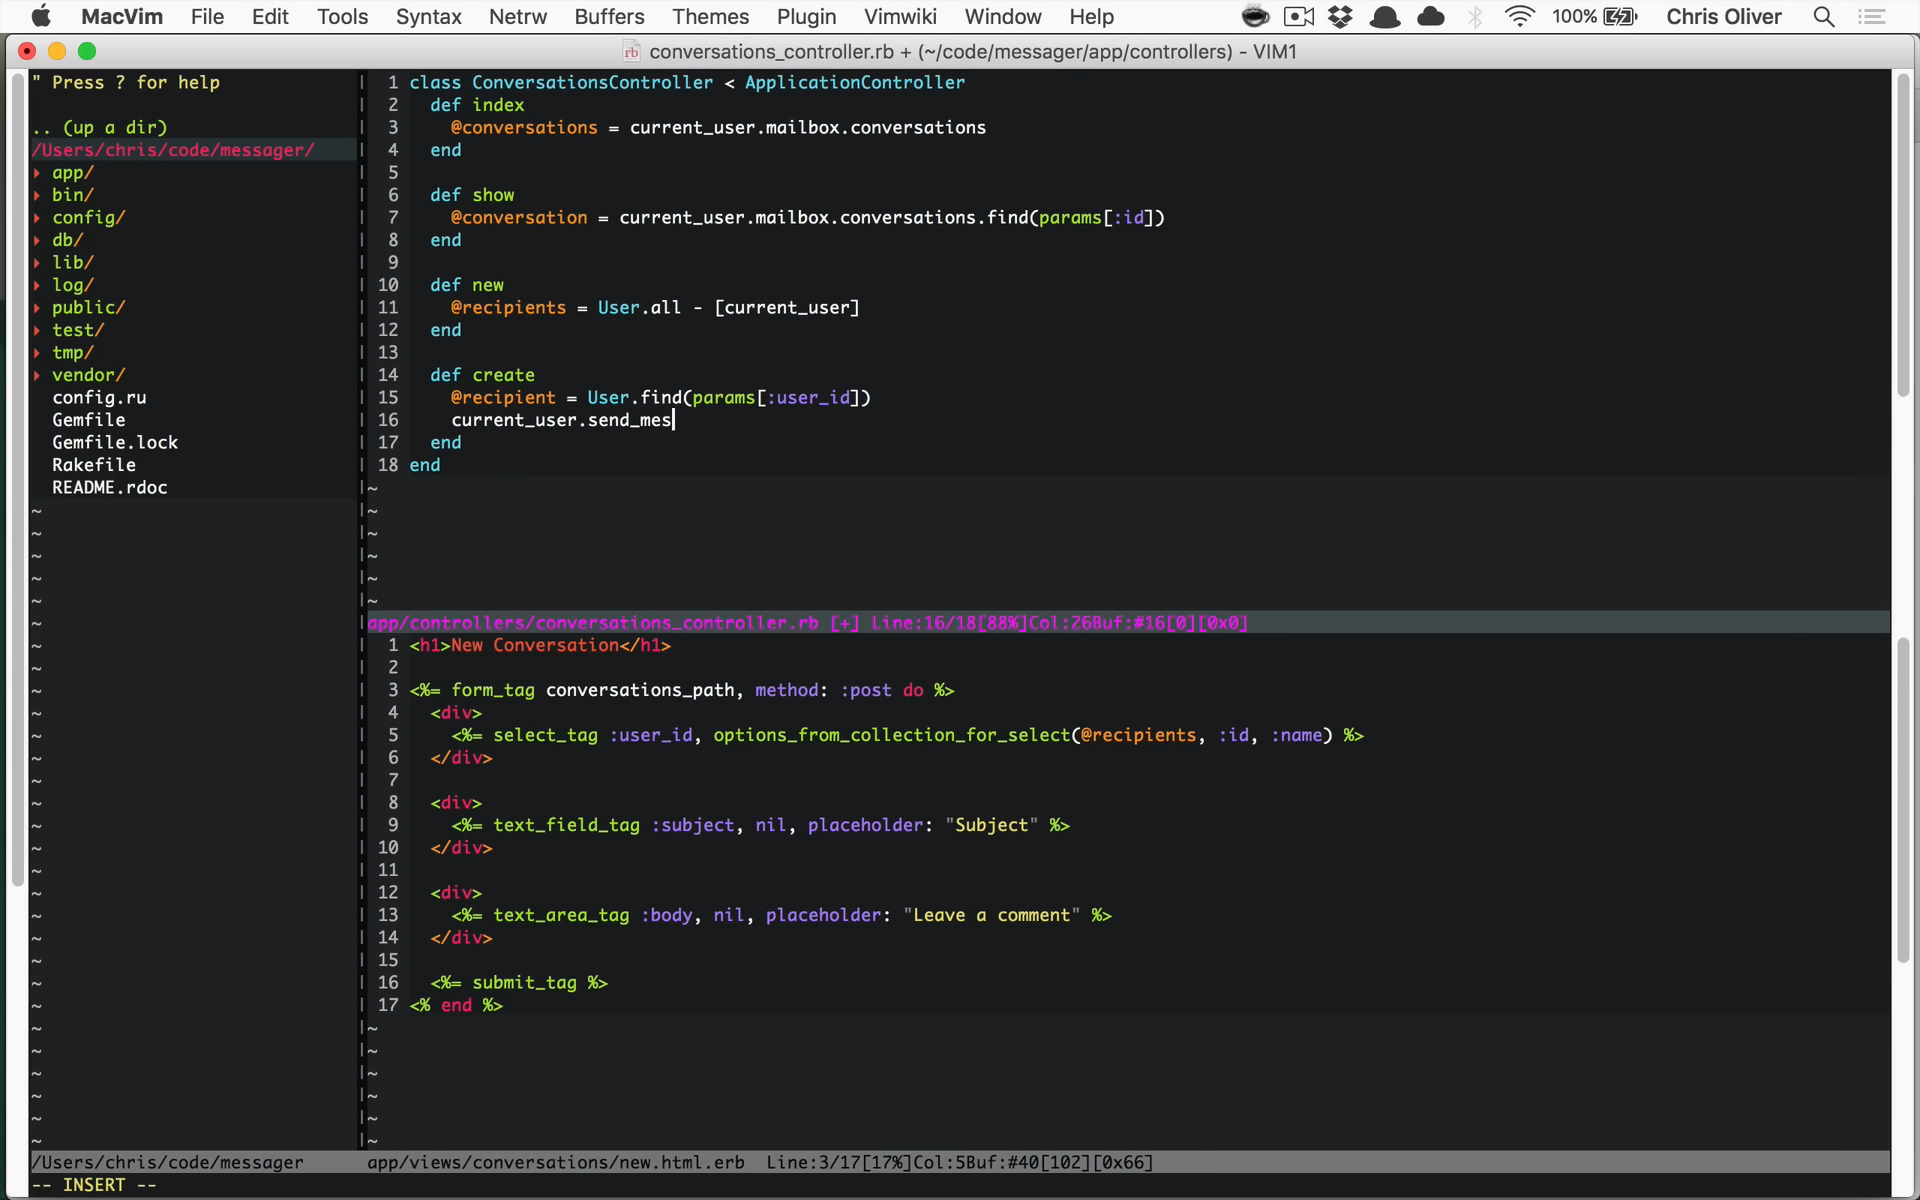 MacVim File Edit Tools Syntax Netrw Buffers Themes Plugin Vimwiki Window Help 100% Chris Oliver
conversations_controller.rb + (~/code/messager/app/controllers) - VIM1
" Press ? for help
.. (up a dir)
/Users/chris/code/messager/
app/
bin/
config/
db/
lib/
log/
public/
test/
tmp/
vendor/
config.ru
Gemfile
Gemfile.lock
Rakefile
README.rdoc
1 class ConversationsController < ApplicationController
2   def index
3     @conversations = current_user.mailbox.conversations
4   end
5
6   def show
7     @conversation = current_user.mailbox.conversations.find(params[:id])
8   end
9
10   def new
11     @recipients = User.all - [current_user]
12   end
13
14   def create
15     @recipient = User.find(params[:user_id])
16     current_user.send_mes
17   end
18 end
app/controllers/conversations_controller.rb [+] Line:16/18[88%]Col:26Buf:#16[0][0x0]
1 <h1>New Conversation</h1>
2
3 <%= form_tag conversations_path, method: :post do %>
4   <div>
5     <%= select_tag :user_id, options_from_collection_for_select(@recipients, :id, :name) %>
6   </div>
7
8   <div>
9     <%= text_field_tag :subject, nil, placeholder: "Subject" %>
10   </div>
11
12   <div>
13     <%= text_area_tag :body, nil, placeholder: "Leave a comment" %>
14   </div>
15
16   <%= submit_tag %>
17 <% end %>
/Users/chris/code/messager app/views/conversations/new.html.erb Line:3/17[17%]Col:5Buf:#40[102][0x66]
-- INSERT --